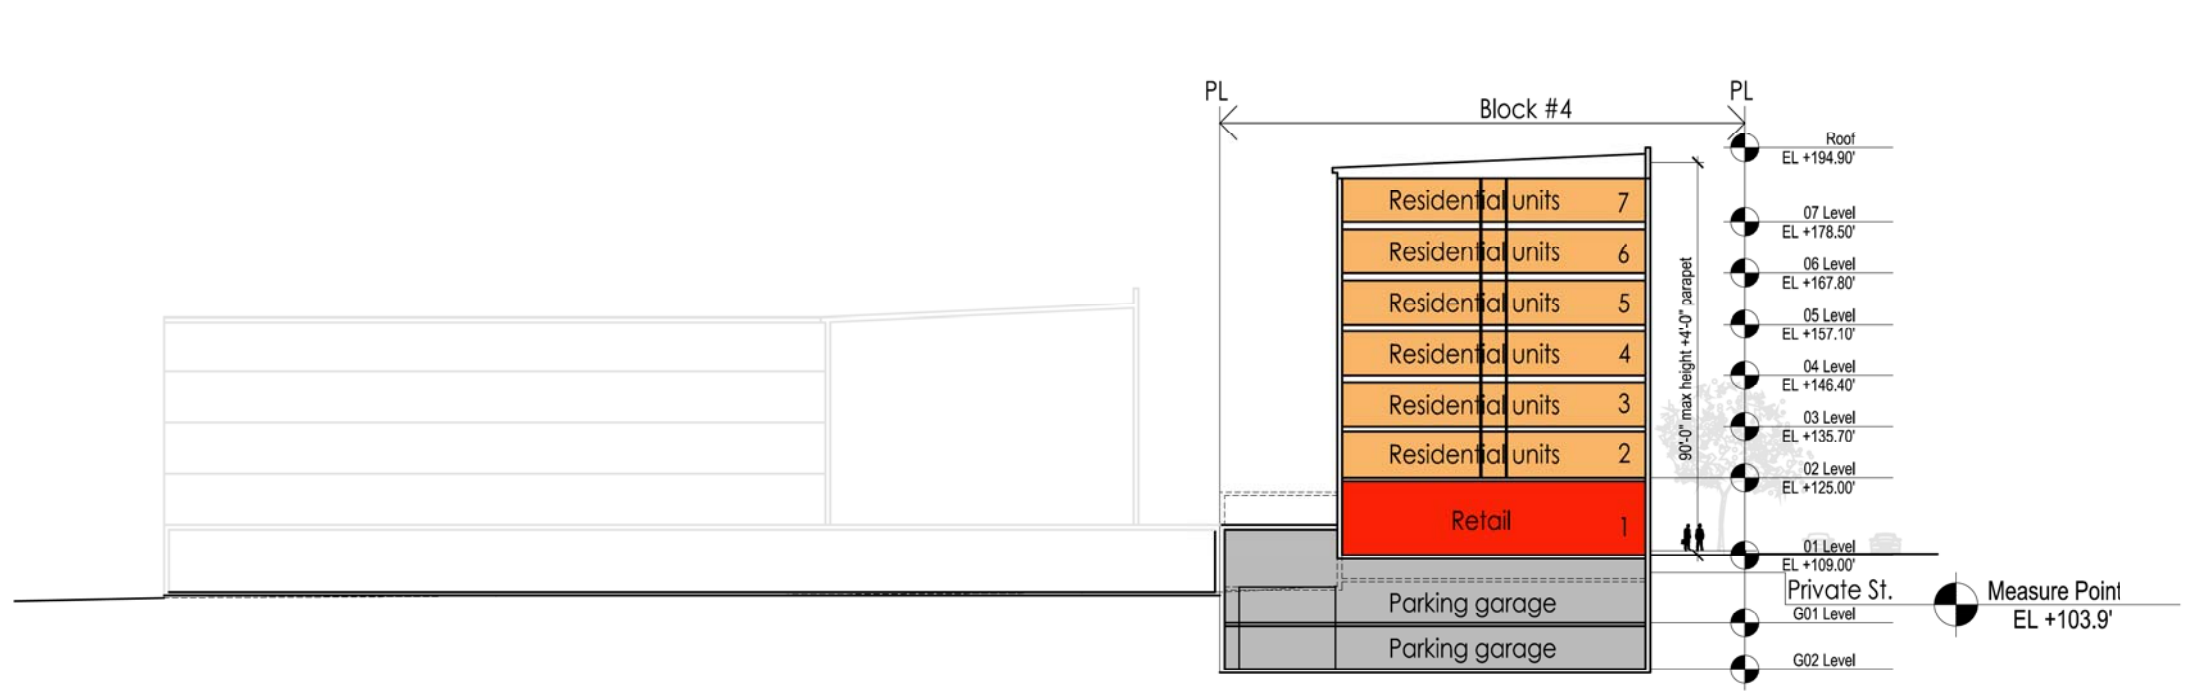 PL
PL
Block #4
Roof
EL +194.90'
Residential units 7
07 Level
EL +178.50'
Residential units 6
06 Level
EL +167.80'
Residential units 5
05 Level
EL +157.10'
Residential units 4
04 Level
EL +146.40'
Residential units 3
03 Level
EL +135.70'
Residential units 2
02 Level
EL +125.00'
90'-0" max height +4'-0" parapet
Retail 1
01 Level
EL +109.00'
Private St.
Measure Point
EL +103.9'
Parking garage
G01 Level
Parking garage
G02 Level